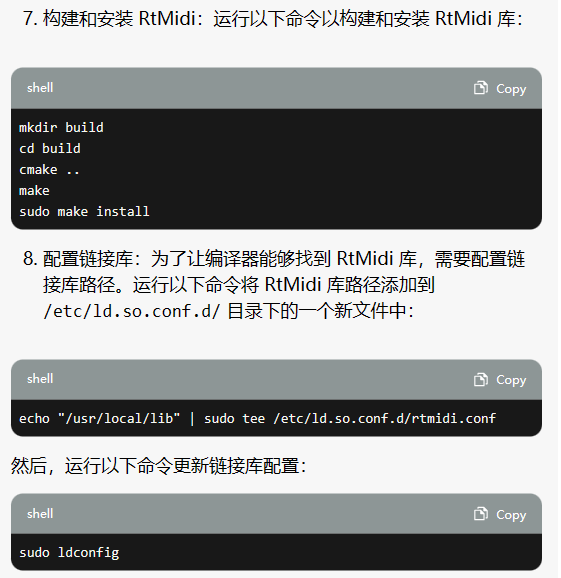 7. 构建和安装 RtMidi：运行以下命令以构建和安装 RtMidi 库：
shell
Copy
mkdir build
cd build
cmake ..
make
sudo make install
8. 配置链接库：为了让编译器能够找到 RtMidi 库，需要配置链
接库路径。运行以下命令将 RtMidi 库路径添加到
/etc/ld.so.conf.d/ 目录下的一个新文件中：
shell
Copy
echo "/usr/local/lib" | sudo tee /etc/ld.so.conf.d/rtmidi.conf
然后，运行以下命令更新链接库配置：
shell
Copy
sudo ldconfig